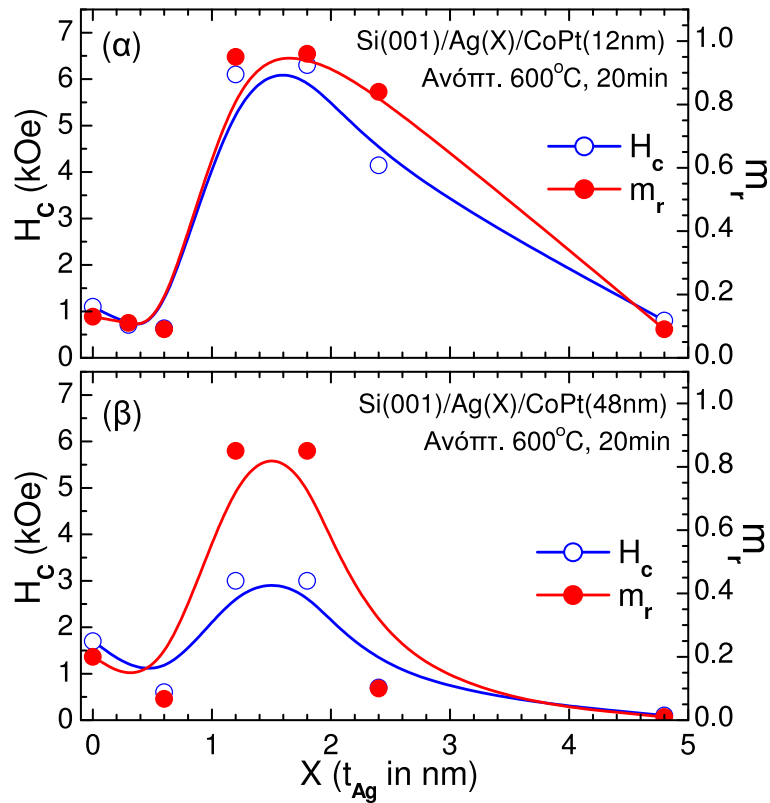 (α)
Si(001)/Ag(X)/CoPt(12nm)
Ανόπτ. 600°C, 20min
H_c
m_r
H_c (kOe)
m_r
7
6
5
4
3
2
1
0
1.0
0.8
0.6
0.4
0.2
0.0
(β)
Si(001)/Ag(X)/CoPt(48nm)
Ανόπτ. 600°C, 20min
H_c
m_r
H_c (kOe)
m_r
7
6
5
4
3
2
1
0
1.0
0.8
0.6
0.4
0.2
0.0
0 1 2 3 4 5
X (t_Ag in nm)